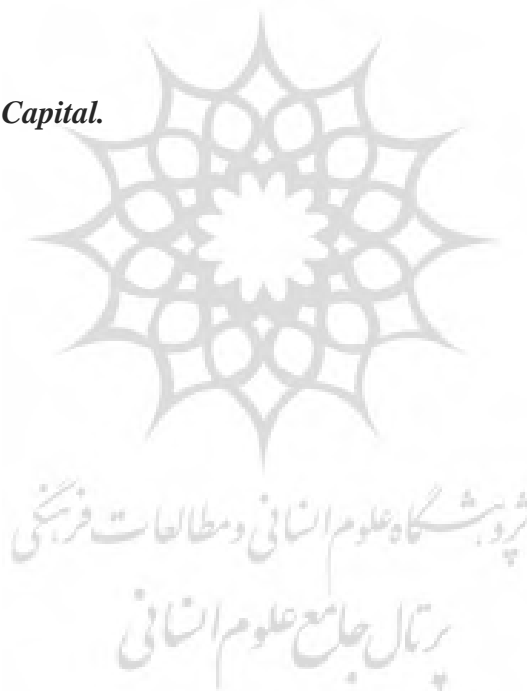 Capital.
پژوهشگاه علوم انسانی و مطالعات فرهنگی
پرتال جامع علوم انسانی